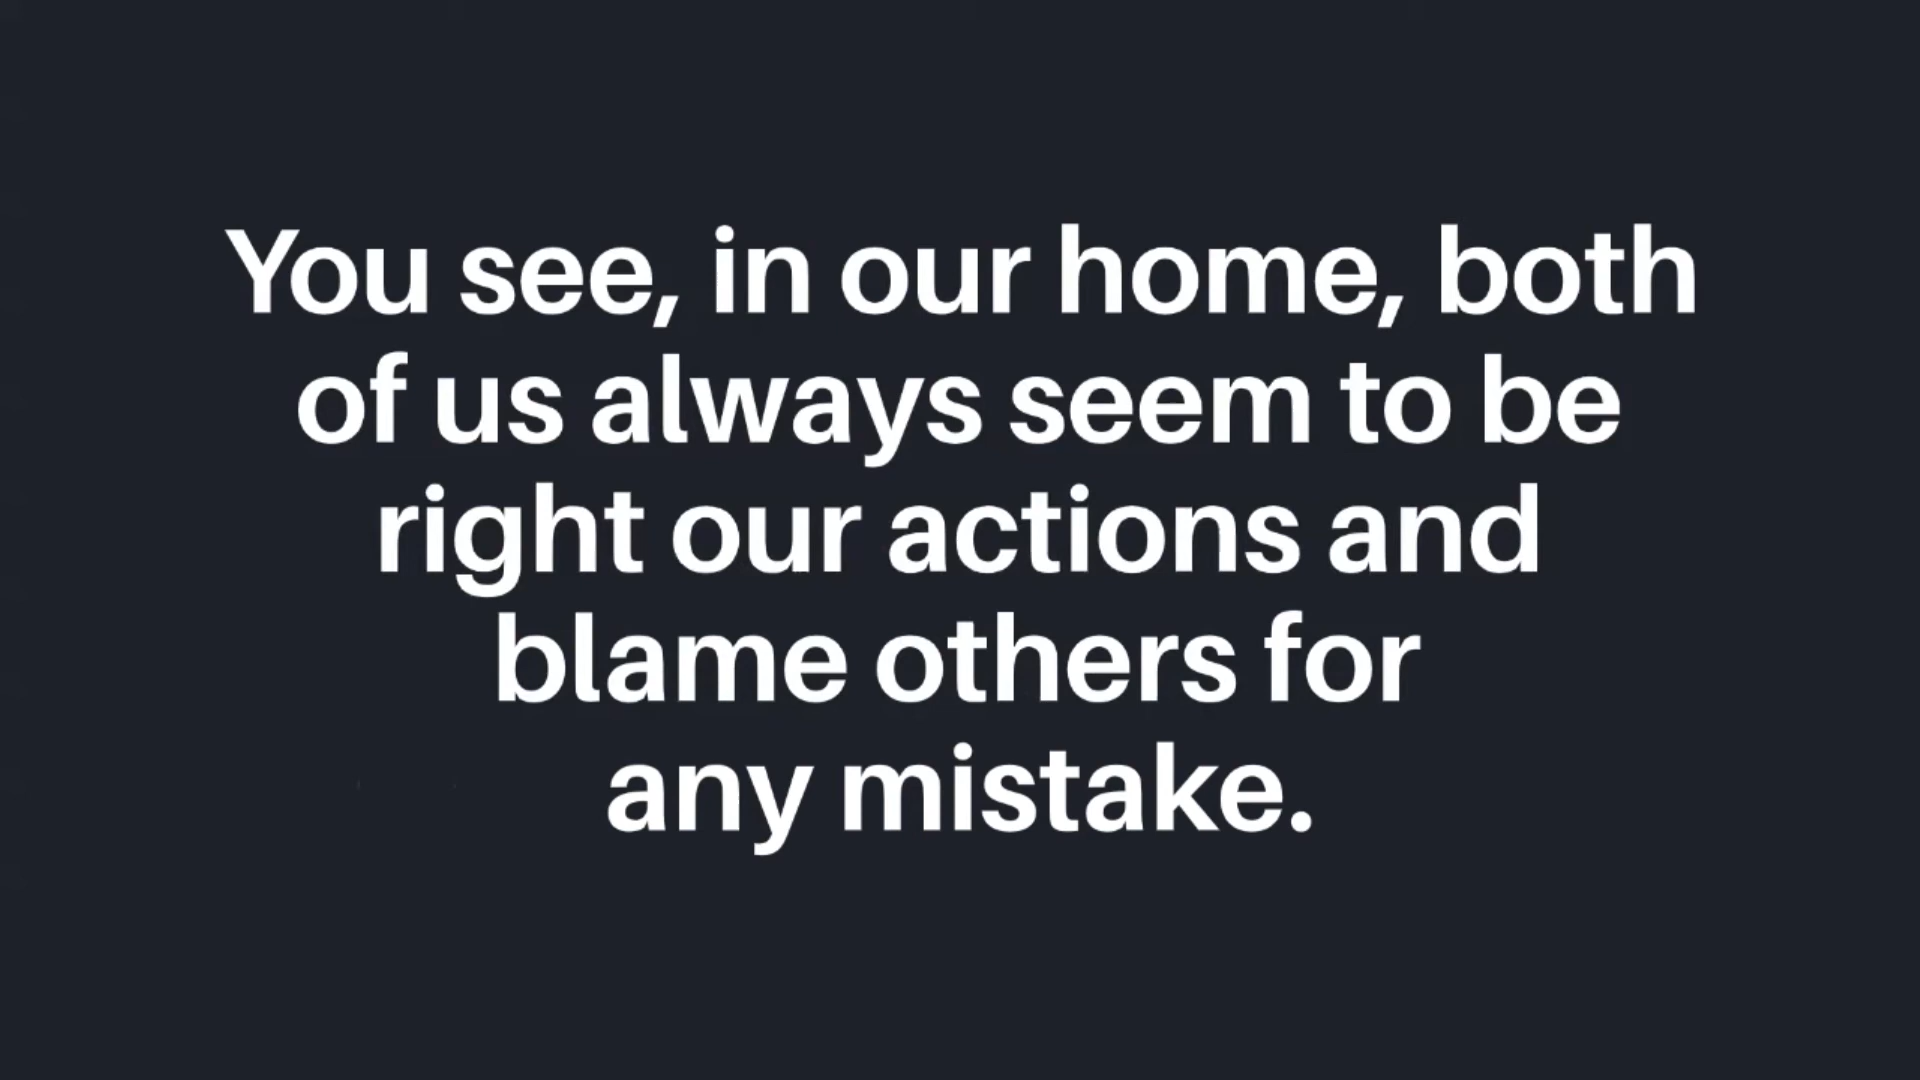 You see, in our home, both
of us always seem to be
right our actions and
blame others for
any mistake.